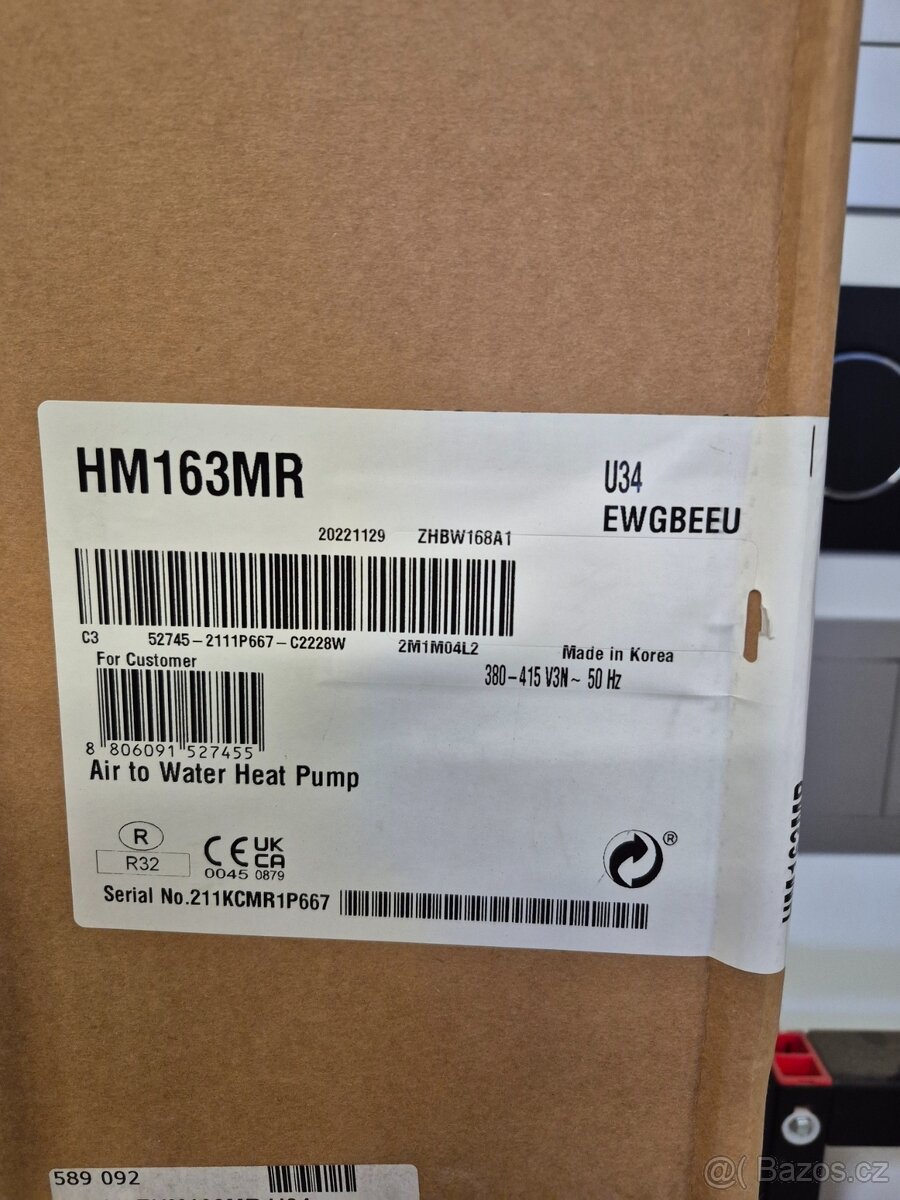 HM163MR
U34
EWGBEEU
20221129 ZHBW168A1
C3 52745-2111P667-C2228W 2M1M04L2 Made in Korea
For Customer 380-415 V3N~ 50 Hz
8 806091 527455
Air to Water Heat Pump
R
R32
CE UK CA
0045 0879
Serial No.211KCMR1P667
®
HM163MR
589 092
@( Bazos.cz